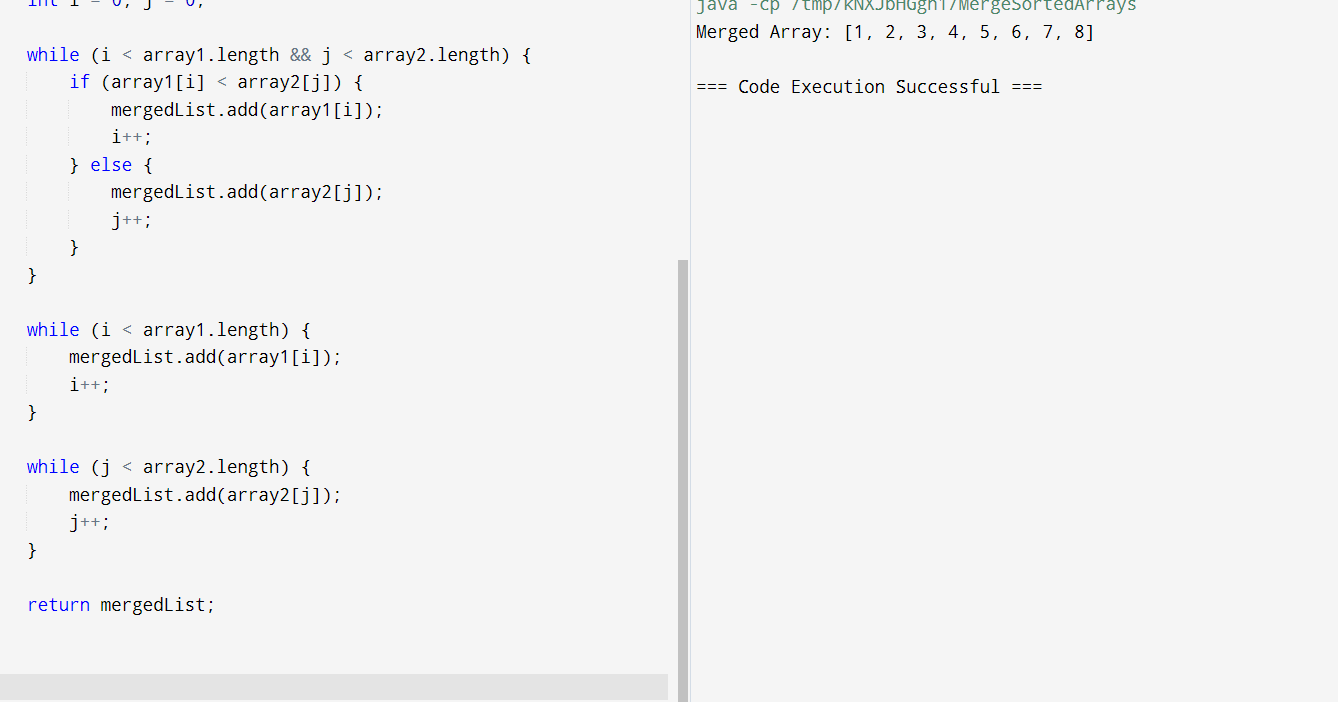 int i = 0, j = 0;
while (i < array1.length && j < array2.length) {
if (array1[i] < array2[j]) {
mergedList.add(array1[i]);
i++;
} else {
mergedList.add(array2[j]);
j++;
}
}
while (i < array1.length) {
mergedList.add(array1[i]);
i++;
}
while (j < array2.length) {
mergedList.add(array2[j]);
j++;
}
return mergedList;
java -cp MergeSortedArrays
Merged Array: [1, 2, 3, 4, 5, 6, 7, 8]
=== Code Execution Successful ===